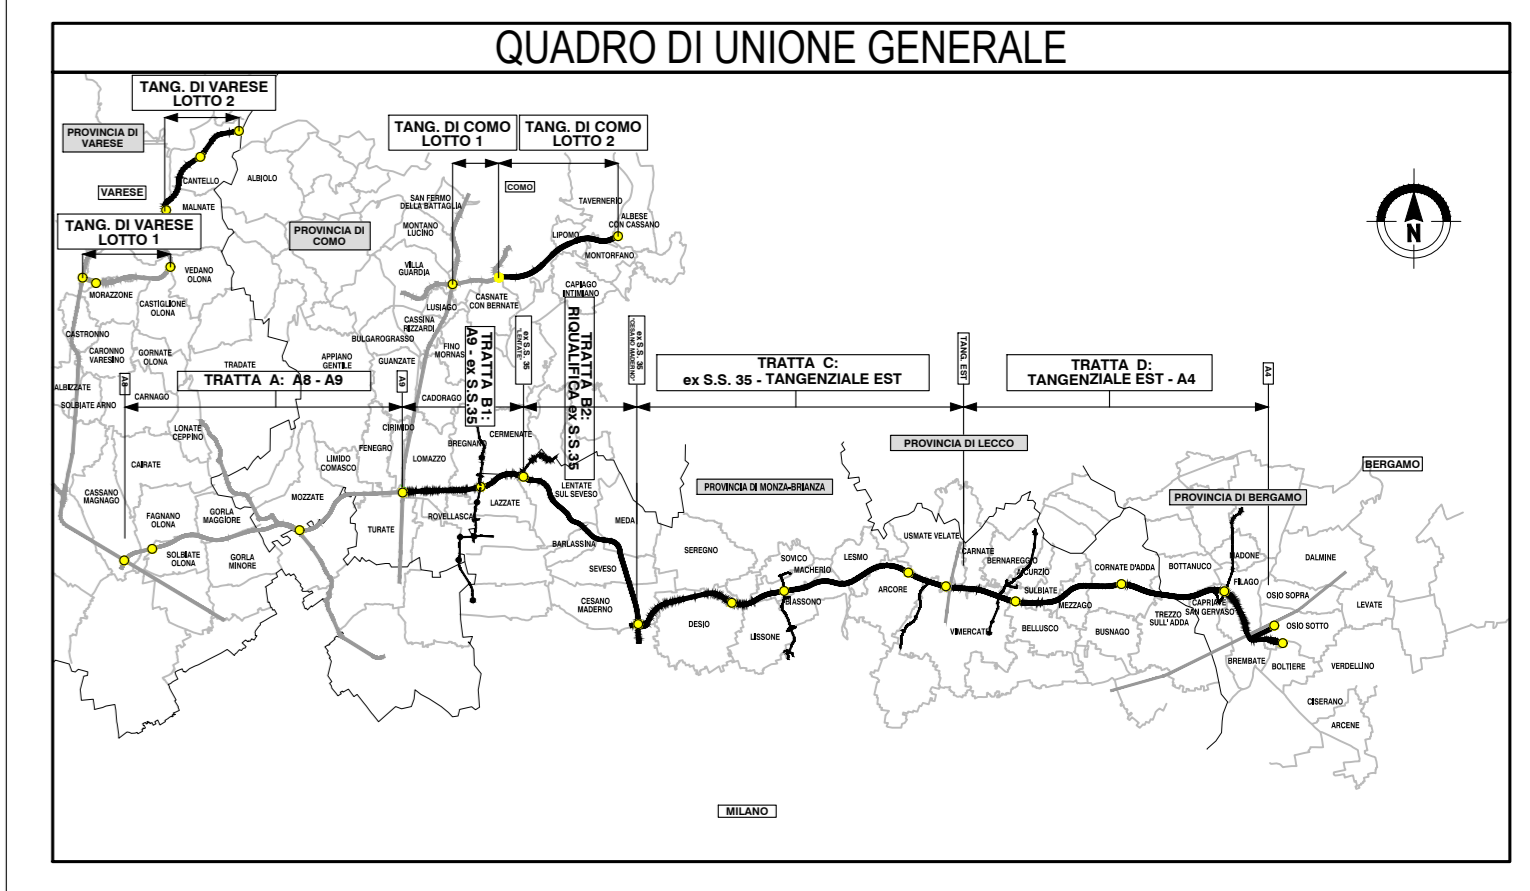 QUADRO DI UNIONE GENERALE
TANG. DI VARESE
LOTTO 2
PROVINCIA DI
VARESE
VARESE
CANTELLO
ALBIOLO
MALNATE
TANG. DI VARESE
LOTTO 1
PROVINCIA DI
COMO
TANG. DI COMO
LOTTO 1
TANG. DI COMO
LOTTO 2
COMO
SAN FERMO
DELLA BATTAGLIA
TAVERNERIO
ALBESE
CON CASSANO
MONTANO
LUCINO
LIPOMO
MONTORFANO
VILLA
GUARDIA
CAPIAGO
INTIMIANO
N
VEDANO
OLONA
MORAZZONE
CASTIGLIONE
OLONA
LUSIAGO
CASNATE
CON BERNATE
CASSINA
RIZZARDI
CASTRONNO
BULGAROGRASSO
CARONNO
VARESINO
GORNATE
OLONA
TRADATE
APPIANO
GENTILE
GUANZATE
FINO
MORNAS
ALBIZZATE
A8
TRATTA A: A8 - A9
A9
TRATTA B1:
A9 - ex S.S.35
ex S.S. 35
"LENTATE"
TRATTA B2:
RIQUALIFICA ex S.S.35
ex S.S. 35
"CESANO MADERNO"
TRATTA C:
ex S.S. 35 - TANGENZIALE EST
TANG. EST
TRATTA D:
TANGENZIALE EST - A4
A4
SOLBIATE ARNO
CARNAGO
CADORAGO
LONATE
CEPPINO
CIRIMIDO
CERMENATE
FENEGRO
BREGNANO
PROVINCIA DI LECCO
CAIRATE
LIMIDO
COMASCO
LOMAZZO
BERGAMO
CASSANO
MAGNAGO
MOZZATE
LENTATE
SUL SEVESO
PROVINCIA DI MONZA-BRIANZA
PROVINCIA DI BERGAMO
FAGNANO
OLONA
GORLA
MAGGIORE
TURATE
ROVELLASCA
LAZZATE
MEDA
SOLBIATE
OLONA
GORLA
MINORE
BARLASSINA
SEVESO
SEREGNO
SOVICO
MACHERIO
LESMO
USMATE VELATE
CARNATE
BERNAREGGIO
AICURZIO
CORNATE D'ADDA
BOTTANUCO
MADONE
DALMINE
FILAGO
CESANO
MADERNO
BIASSONO
ARCORE
SULBIATE
MEZZAGO
CAPRIATE
SAN GERVASO
OSIO SOPRA
LEVATE
DESIO
LISSONE
VIMERCATE
BELLUSCO
BUSNAGO
TREZZO
SULL'ADDA
OSIO SOTTO
BREMBATE
BOLTIERE
VERDELLINO
CISERANO
ARCENE
MILANO